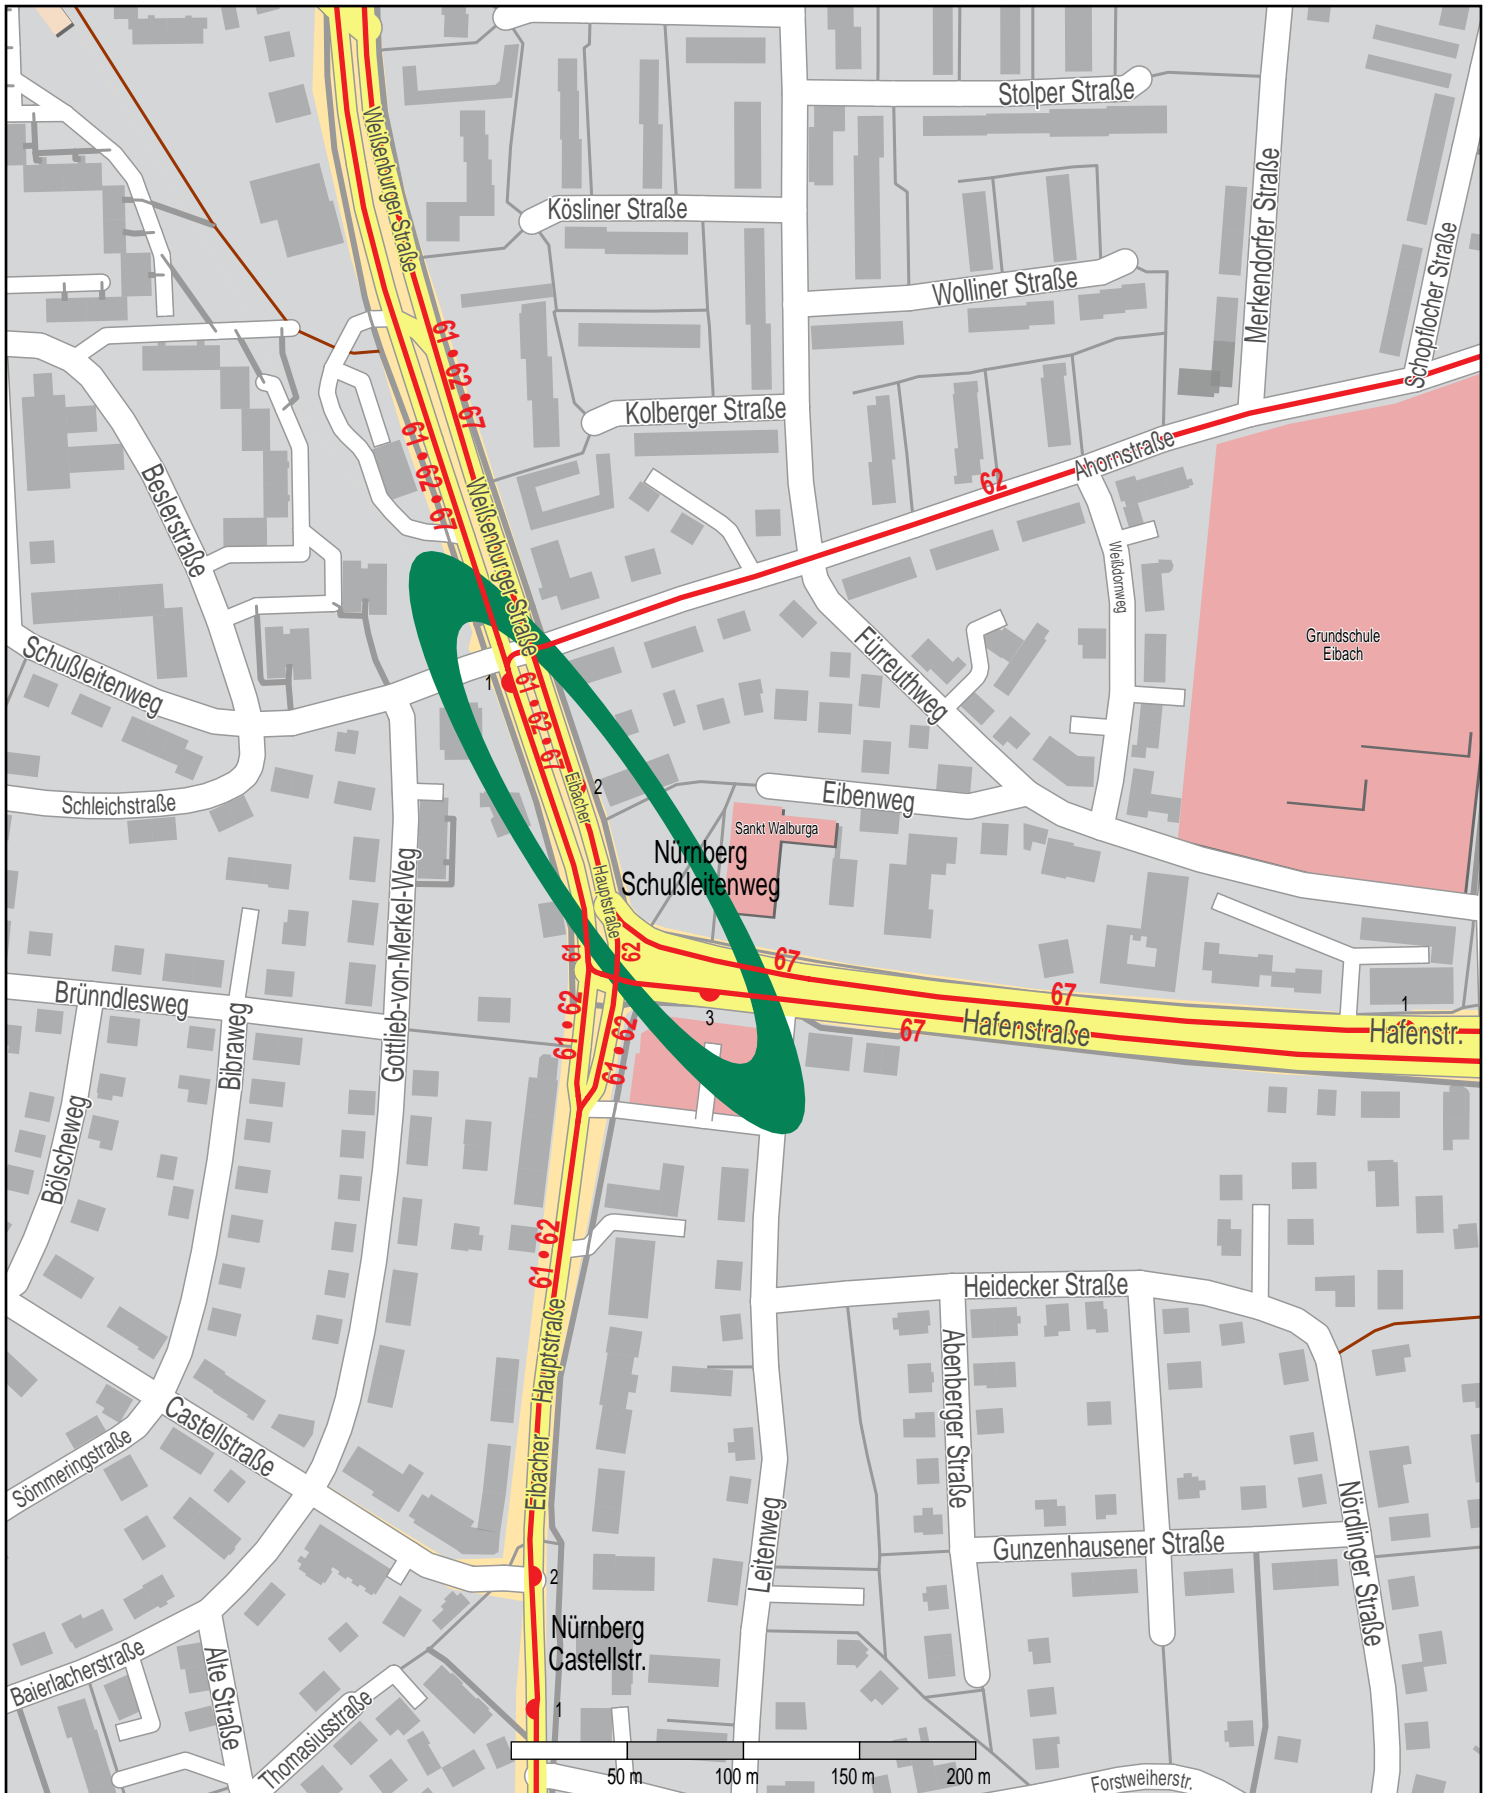 Stolper Straße
Weißenburger Straße
Kösliner Straße
Merkendorfer Straße
Schopflocher Straße
Wolliner Straße
61 • 62 • 67
Kolberger Straße
61 • 62 • 67
Ahornstraße
62
Beslerstraße
Weißenburger Straße
Weißdornweg
Grundschule
Eibach
Schußleitenweg
Fürreuthweg
1
61 • 62 • 67
Eibacher
2
Eibenweg
Schleichstraße
Sankt Walburga
Nürnberg
Schußleitenweg
Hauptstraße
Gottlieb-von-Merkel-Weg
61
62
67
67
Brünndlesweg
Bibraweg
61 • 62
61 • 62
3
67
Hafenstraße
1
Hafenstr.
Bölscheweg
61 • 62
Heidecker Straße
Eibacher Hauptstraße
Abenberger Straße
Castellstraße
Sömmeringstraße
Leitenweg
Nördlinger Straße
Gunzenhausener Straße
2
Nürnberg
Castellstr.
Baierlacherstraße
Alte Straße
Thomasiusstraße
1
50 m
100 m
150 m
200 m
Forstweiherstr.